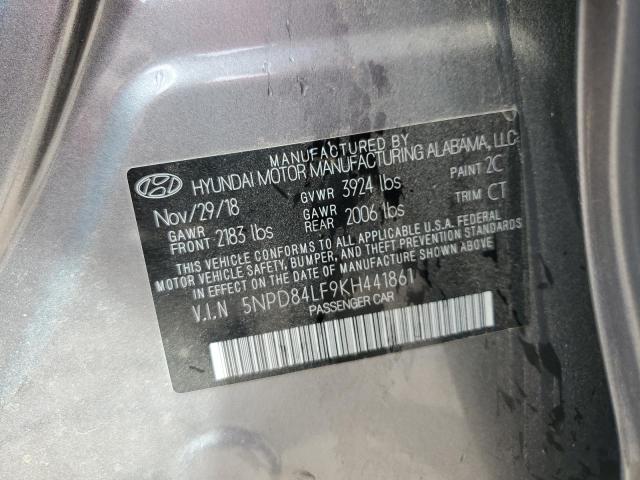 MANUFACTURED BY
HYUNDAI MOTOR MANUFACTURING ALABAMA, LLC
Nov/29/18 GVWR 3924 lbs PAINT 2C
GAWR FRONT 2183 lbs GAWR REAR 2006 lbs TRIM CT
THIS VEHICLE CONFORMS TO ALL APPLICABLE U.S.A. FEDERAL
MOTOR VEHICLE SAFETY, BUMPER, AND THEFT PREVENTION STANDARDS
IN EFFECT ON THE DATE OF MANUFACTURE SHOWN ABOVE.
V.I.N 5NPD84LF9KH441861
PASSENGER CAR